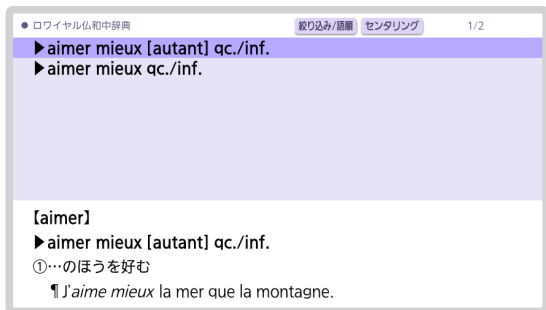 ● ロワイヤル仏和中辞典 絞り込み/語順 センタリング 1/2
▶aimer mieux [autant] qc./inf.
▶aimer mieux qc./inf.
【aimer】
▶aimer mieux [autant] qc./inf.
①…のほうを好む
¶ J'aime mieux la mer que la montagne.